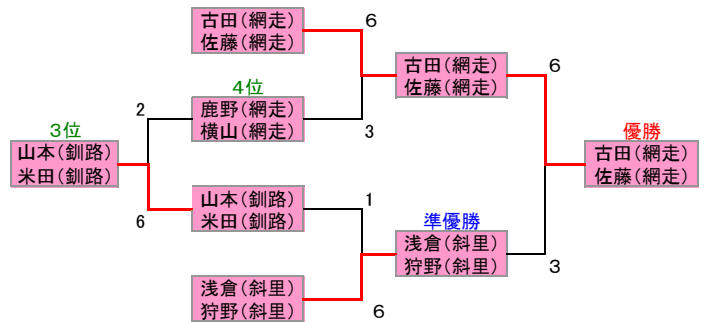 古田(網走)
佐藤(網走)
6
古田(網走)
佐藤(網走)
6
4位
鹿野(網走)
横山(網走)
2
3
3位
山本(釧路)
米田(釧路)
優勝
古田(網走)
佐藤(網走)
山本(釧路)
米田(釧路)
6
1
準優勝
浅倉(斜里)
狩野(斜里)
3
浅倉(斜里)
狩野(斜里)
6